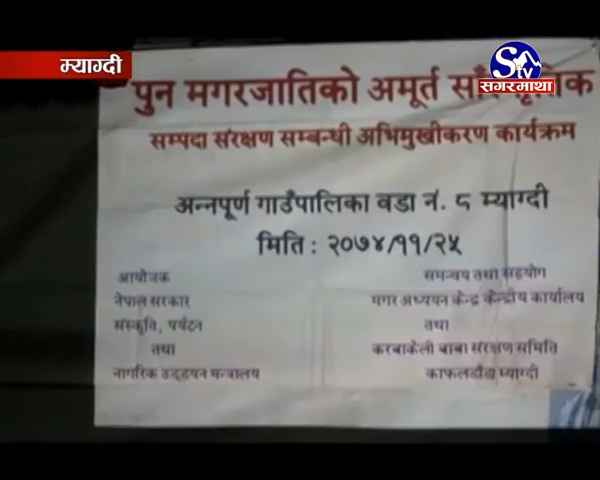 म्याग्दी
STV
सगरमाथा
पुन मगरजातिको अमूर्त साँस्कृतिक
सम्पदा संरक्षण सम्बन्धी अभिमुखीकरण कार्यक्रम
अन्नपूर्ण गाउँपालिका वडा नं. ८ म्याग्दी
मिति : २०७४/११/२५
आयोजक
नेपाल सरकार
संस्कृति, पर्यटन
तथा
नागरिक उड्डयन मन्त्रालय
समन्वय तथा सहयोग
मगर अध्ययन केन्द्र केन्द्रीय कार्यालय
तथा
करबाकेली बाबा संरक्षण समिति
काफलडाँडा म्याग्दी